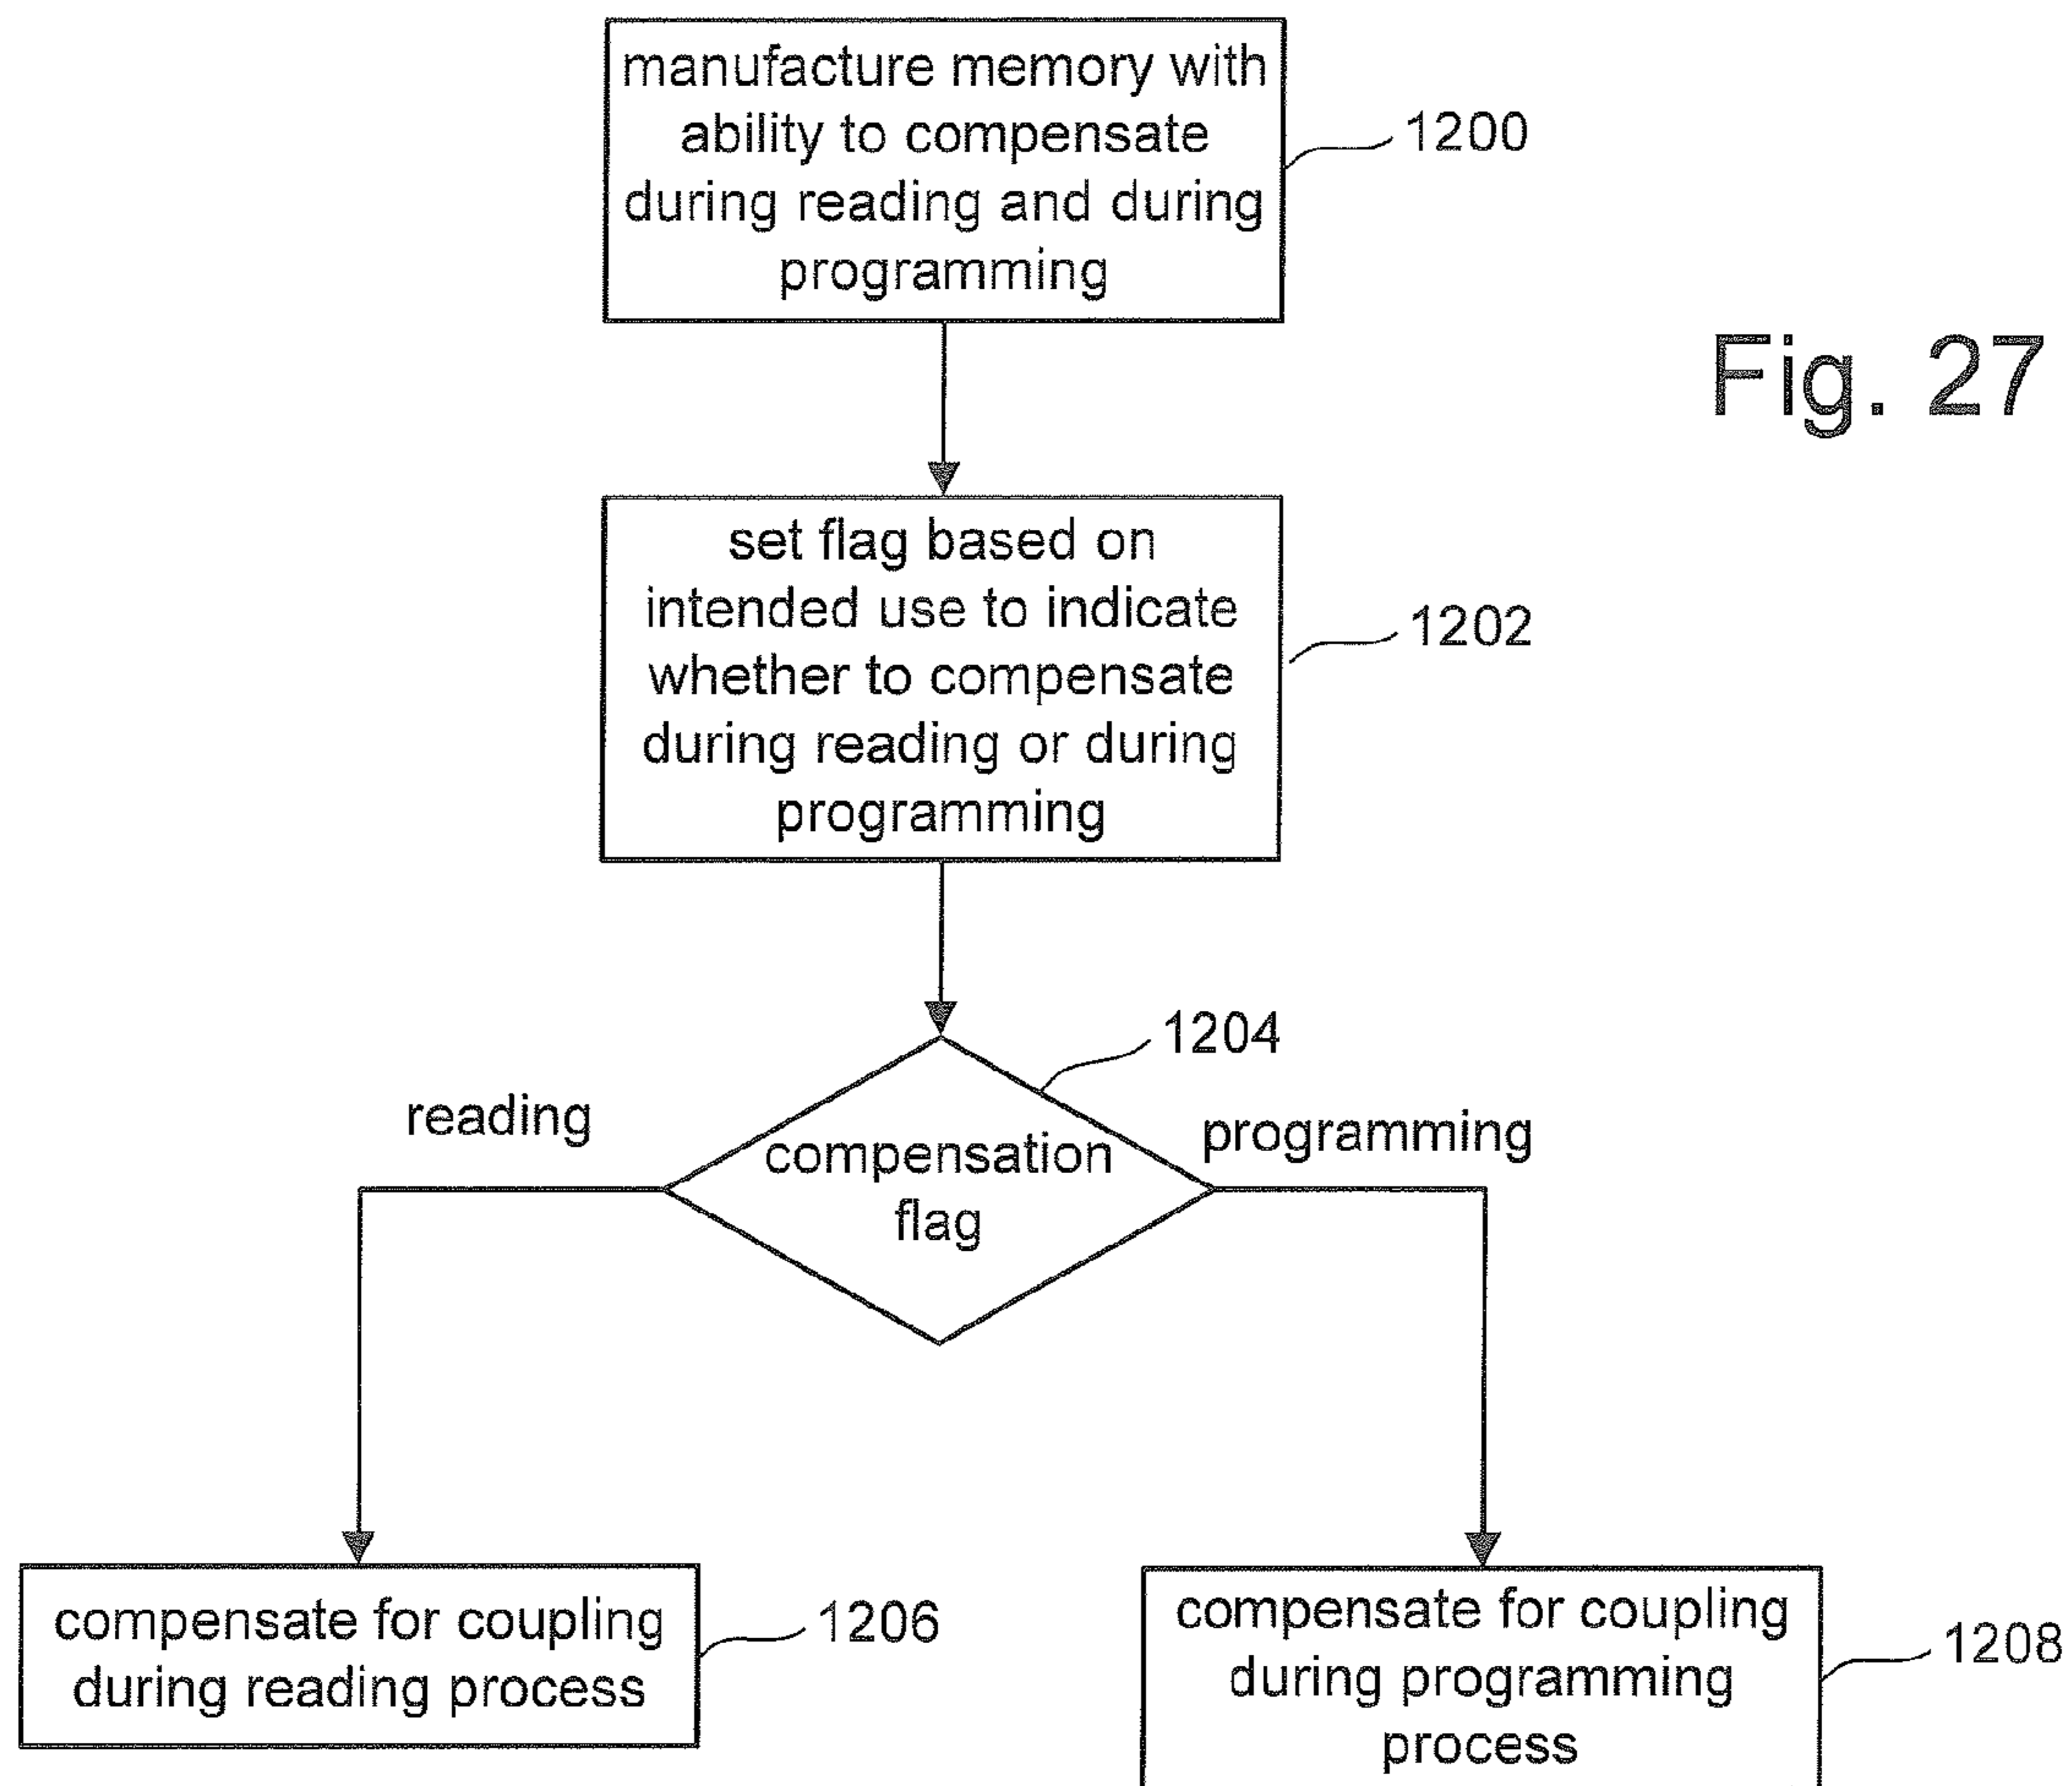 manufacture memory with
ability to compensate
during reading and during
programming
1200
Fig. 27
set flag based on
intended use to indicate
whether to compensate
during reading or during
programming
1202
1204
reading
programming
compensation
flag
compensate for coupling
during reading process
1206
compensate for coupling
during programming
process
1208